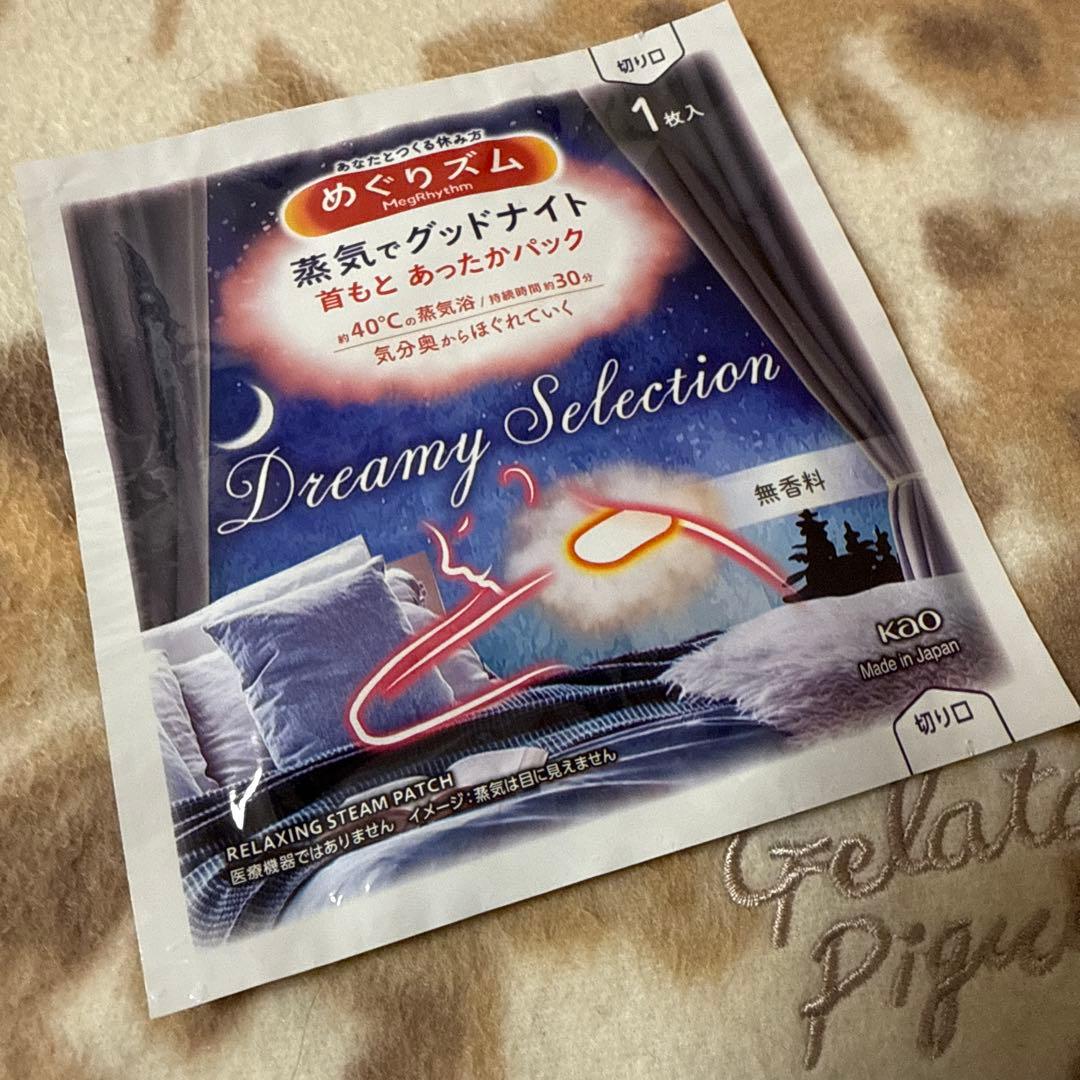 切り口
1枚入
あなたとつくる休み方
めぐりズム
MegRhythm
蒸気でグッドナイト
首もと あったかパック
約40℃の蒸気浴/持続時間 約30分
気分奥からほぐれていく
Dreamy Selection
無香料
Kao
Made in Japan
切り口
RELAXING STEAM PATCH
医療機器ではありません イメージ:蒸気は目に見えません
Gelato
Pique